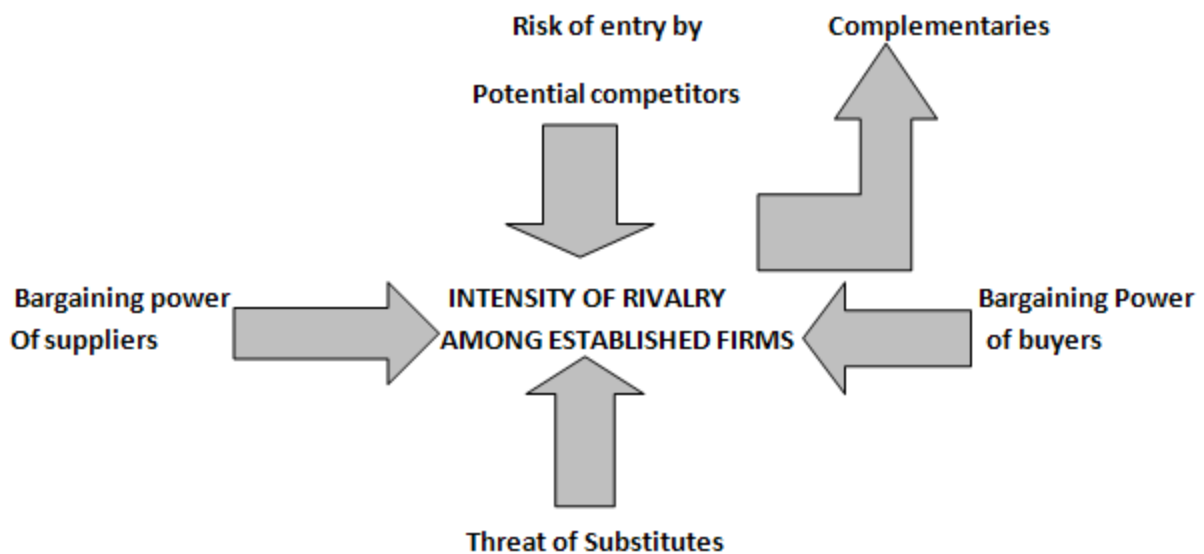 Risk of entry by
Complementaries
Potential competitors
Bargaining power
Of suppliers
INTENSITY OF RIVALRY
AMONG ESTABLISHED FIRMS
Bargaining Power
of buyers
Threat of Substitutes